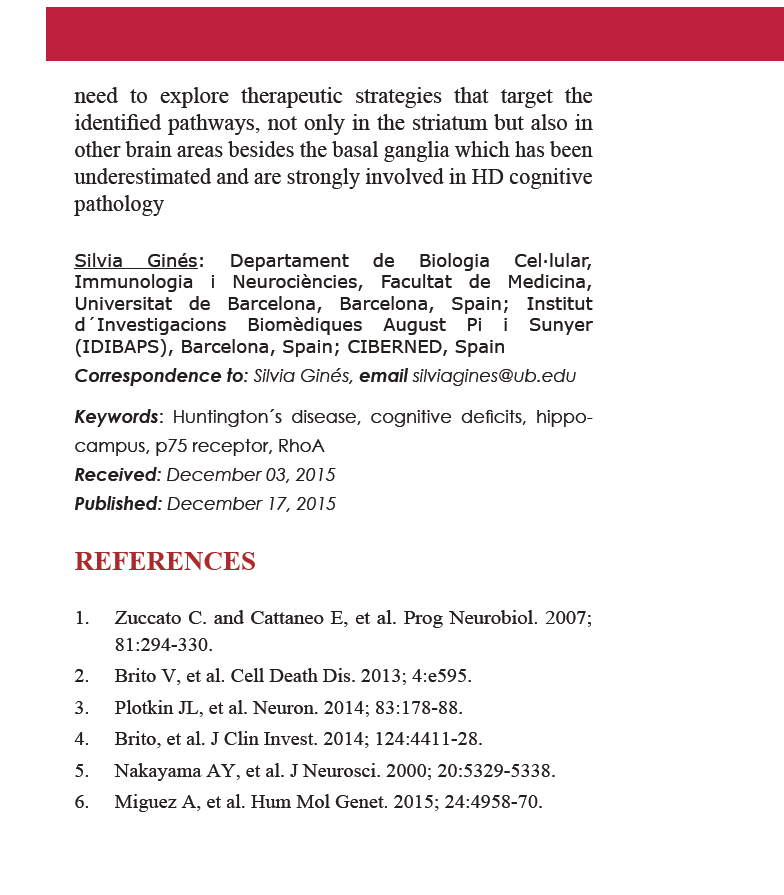 need to explore therapeutic strategies that target the
identified pathways, not only in the striatum but also in
other brain areas besides the basal ganglia which has been
underestimated and are strongly involved in HD cognitive
pathology
Silvia Ginés: Departament de Biologia Cel·lular,
Immunologia i Neurociències, Facultat de Medicina,
Universitat de Barcelona, Barcelona, Spain; Institut
d´Investigacions Biomèdiques August Pi i Sunyer
(IDIBAPS), Barcelona, Spain; CIBERNED, Spain
Correspondence to: Silvia Ginés, email silviagines@ub.edu
Keywords: Huntington´s disease, cognitive deficits, hippo-
campus, p75 receptor, RhoA
Received: December 03, 2015
Published: December 17, 2015
REFERENCES
1. Zuccato C. and Cattaneo E, et al. Prog Neurobiol. 2007;
81:294-330.
2. Brito V, et al. Cell Death Dis. 2013; 4:e595.
3. Plotkin JL, et al. Neuron. 2014; 83:178-88.
4. Brito, et al. J Clin Invest. 2014; 124:4411-28.
5. Nakayama AY, et al. J Neurosci. 2000; 20:5329-5338.
6. Miguez A, et al. Hum Mol Genet. 2015; 24:4958-70.